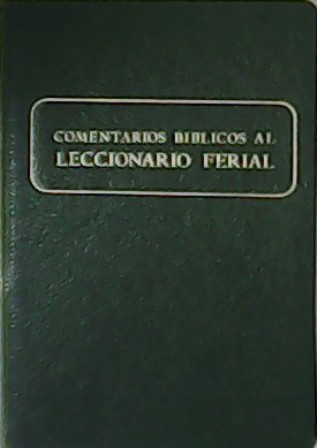 COMENTARIOS BIBLICOS AL
LECCIONARIO FERIAL